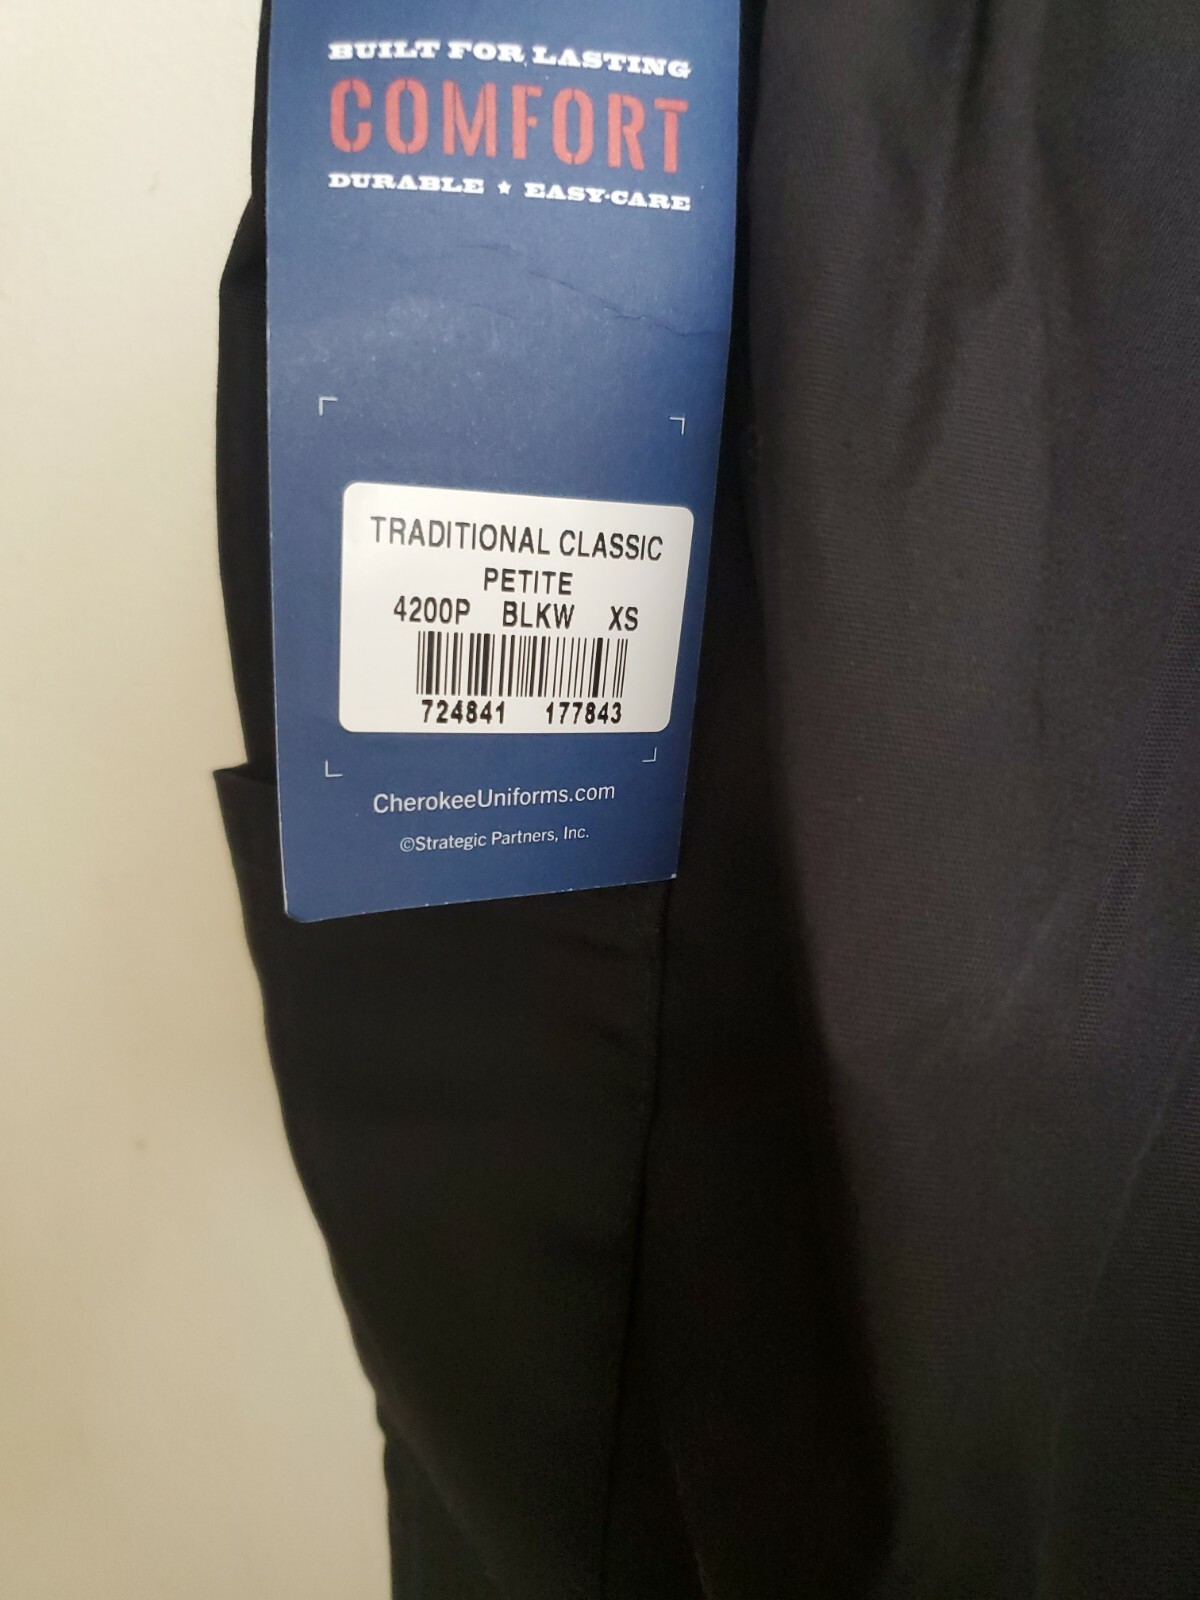 BUILT FOR LASTING
COMFORT
DURABLE ★ EASY·CARE
TRADITIONAL CLASSIC
PETITE
4200P BLKW XS
724841 177843
CherokeeUniforms.com
©Strategic Partners, Inc.